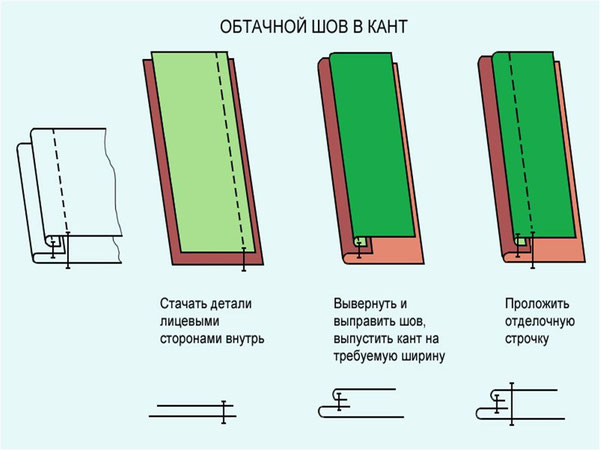 ОБТАЧНОЙ ШОВ В КАНТ
Стачать детали
лицевыми
сторонами внутрь
Вывернуть и
выправить шов,
выпустить кант на
требуемую ширину
Проложить
отделочную
строчку